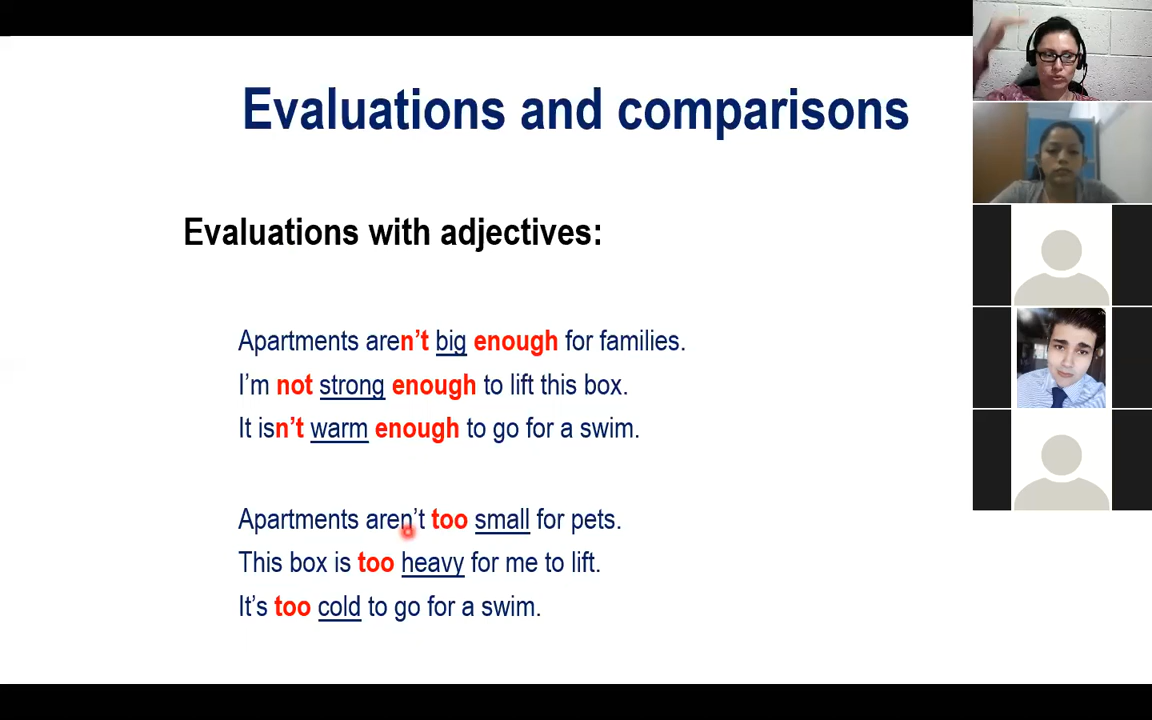 Evaluations and comparisons
Evaluations with adjectives:
Apartments aren’t big enough for families.
I’m not strong enough to lift this box.
It isn’t warm enough to go for a swim.
Apartments aren’t too small for pets.
This box is too heavy for me to lift.
It’s too cold to go for a swim.